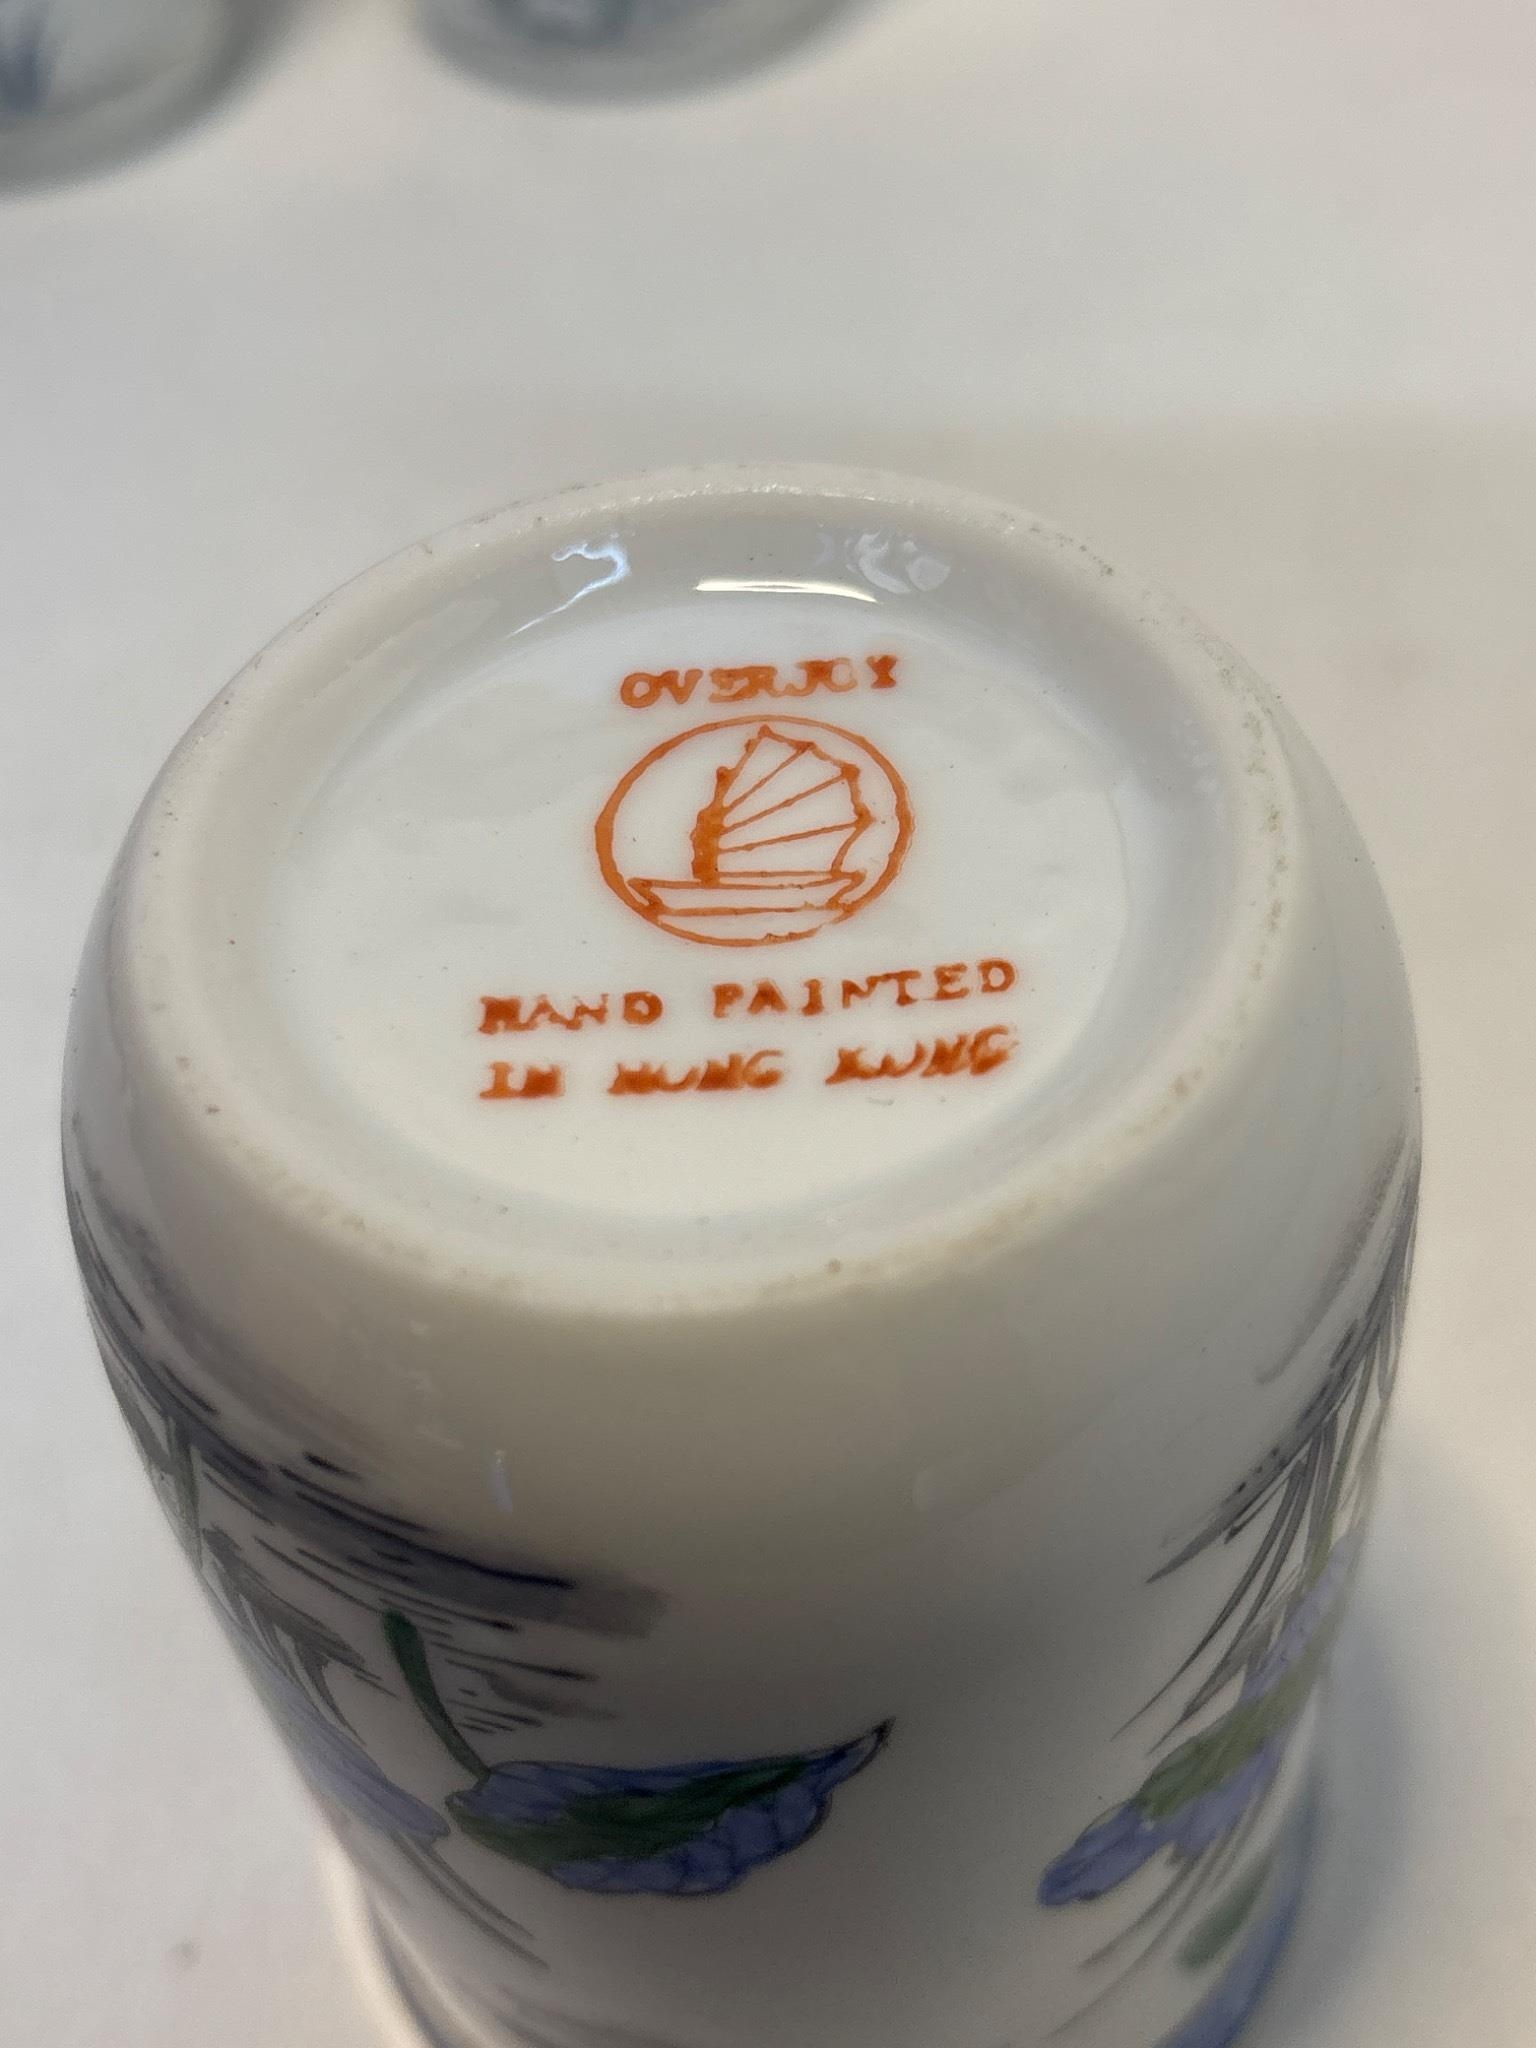 OVERJOY
HAND PAINTED
IN HONG KONG